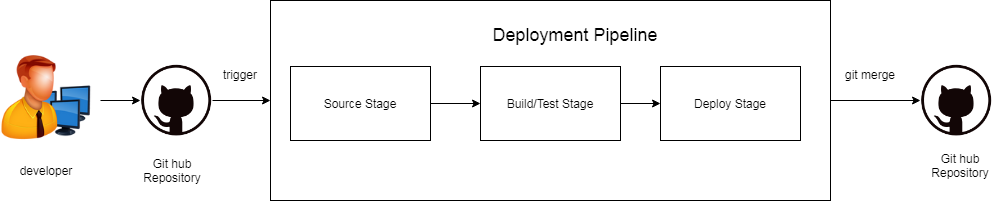 Deployment Pipeline
trigger
git merge
Source Stage
Build/Test Stage
Deploy Stage
developer
Git hub
Repository
Git hub
Repository